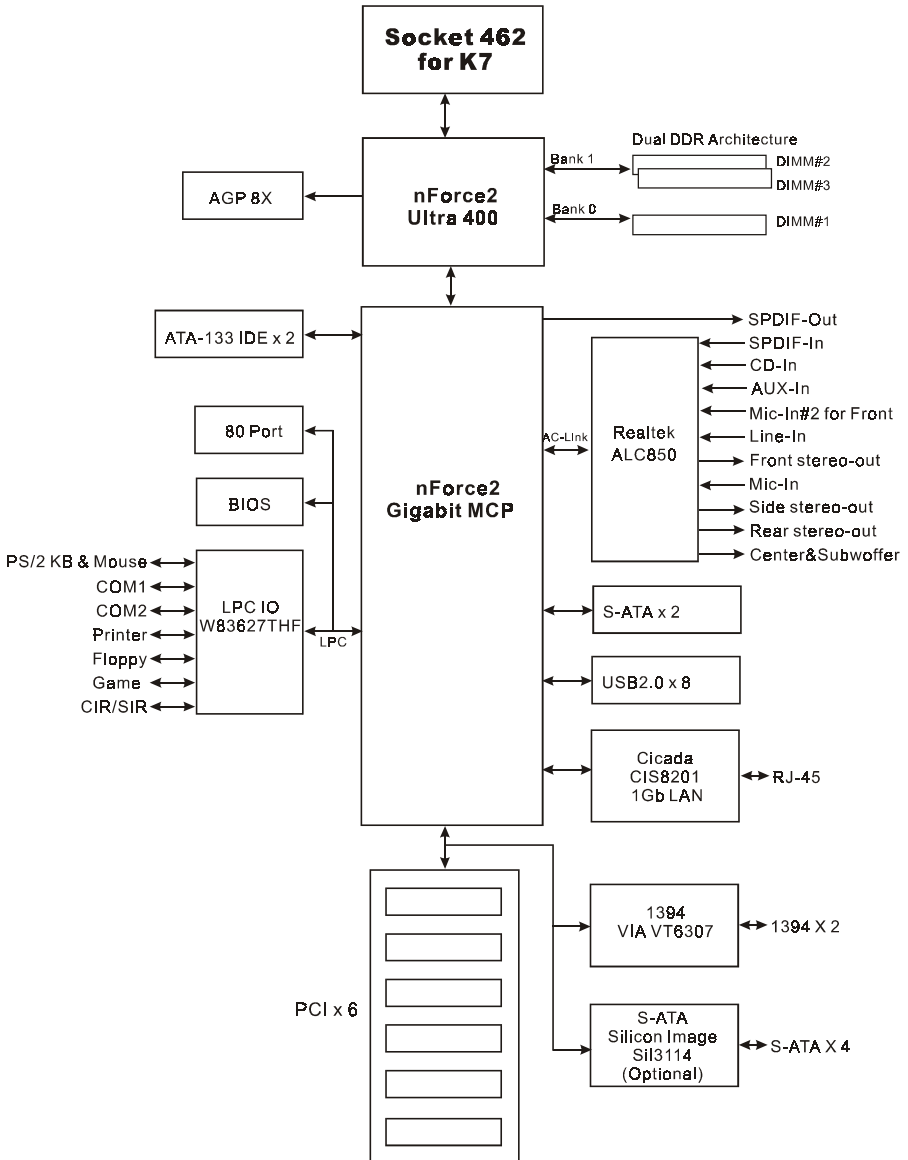 Socket 462
for K7
Dual DDR Architecture
Bank 1
DIMM#2
DIMM#3
AGP 8X
nForce2
Ultra 400
Bank 0
DIMM#1
ATA-133 IDE x 2
SPDIF-Out
SPDIF-In
CD-In
AUX-In
Mic-In#2 for Front
Line-In
Front stereo-out
Mic-In
Side stereo-out
Rear stereo-out
Center&Subwoffer
80 Port
AC-Link
Realtek
ALC850
BIOS
nForce2
Gigabit MCP
PS/2 KB & Mouse
COM1
COM2
Printer
Floppy
Game
CIR/SIR
LPC IO
W83627THF
LPC
S-ATA x 2
USB2.0 x 8
Cicada
CIS8201
1Gb LAN
RJ-45
1394
VIA VT6307
1394 X 2
PCI x 6
S-ATA
Silicon Image
Sil3114
(Optional)
S-ATA X 4